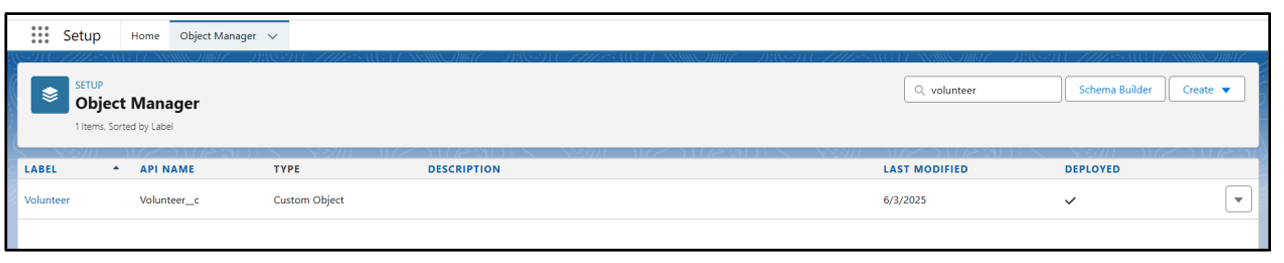 Setup Home Object Manager
SETUP
Object Manager
1 Items, Sorted by Label
volunteer Schema Builder Create
LABEL API NAME TYPE DESCRIPTION LAST MODIFIED DEPLOYED
Volunteer Volunteer__c Custom Object 6/3/2025